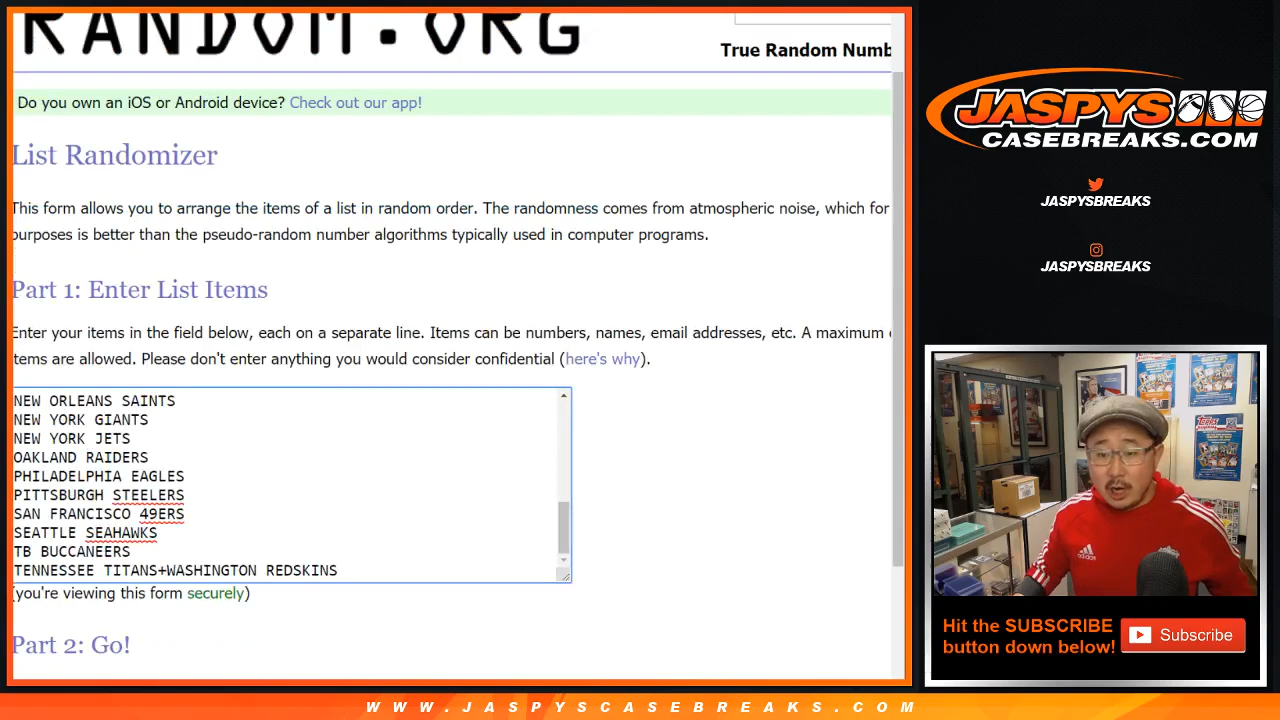 RANDOM.ORG
True Random Numb
Do you own an iOS or Android device? Check out our app!
List Randomizer
This form allows you to arrange the items of a list in random order. The randomness comes from atmospheric noise, which for
purposes is better than the pseudo-random number algorithms typically used in computer programs.
Part 1: Enter List Items
Enter your items in the field below, each on a separate line. Items can be numbers, names, email addresses, etc. A maximum
items are allowed. Please don't enter anything you would consider confidential (here's why).
NEW ORLEANS SAINTS
NEW YORK GIANTS
NEW YORK JETS
OAKLAND RAIDERS
PHILADELPHIA EAGLES
PITTSBURGH STEELERS
SAN FRANCISCO 49ERS
SEATTLE SEAHAWKS
TB BUCCANEERS
TENNESSEE TITANS+WASHINGTON REDSKINS
(you're viewing this form securely)
Part 2: Go!
JASPYS
CASEBREAKS.COM
JASPYSBREAKS
JASPYSBREAKS
adidas
Hit the SUBSCRIBE
button down below!
Subscribe
WWW.JASPYSCASEBREAKS.COM